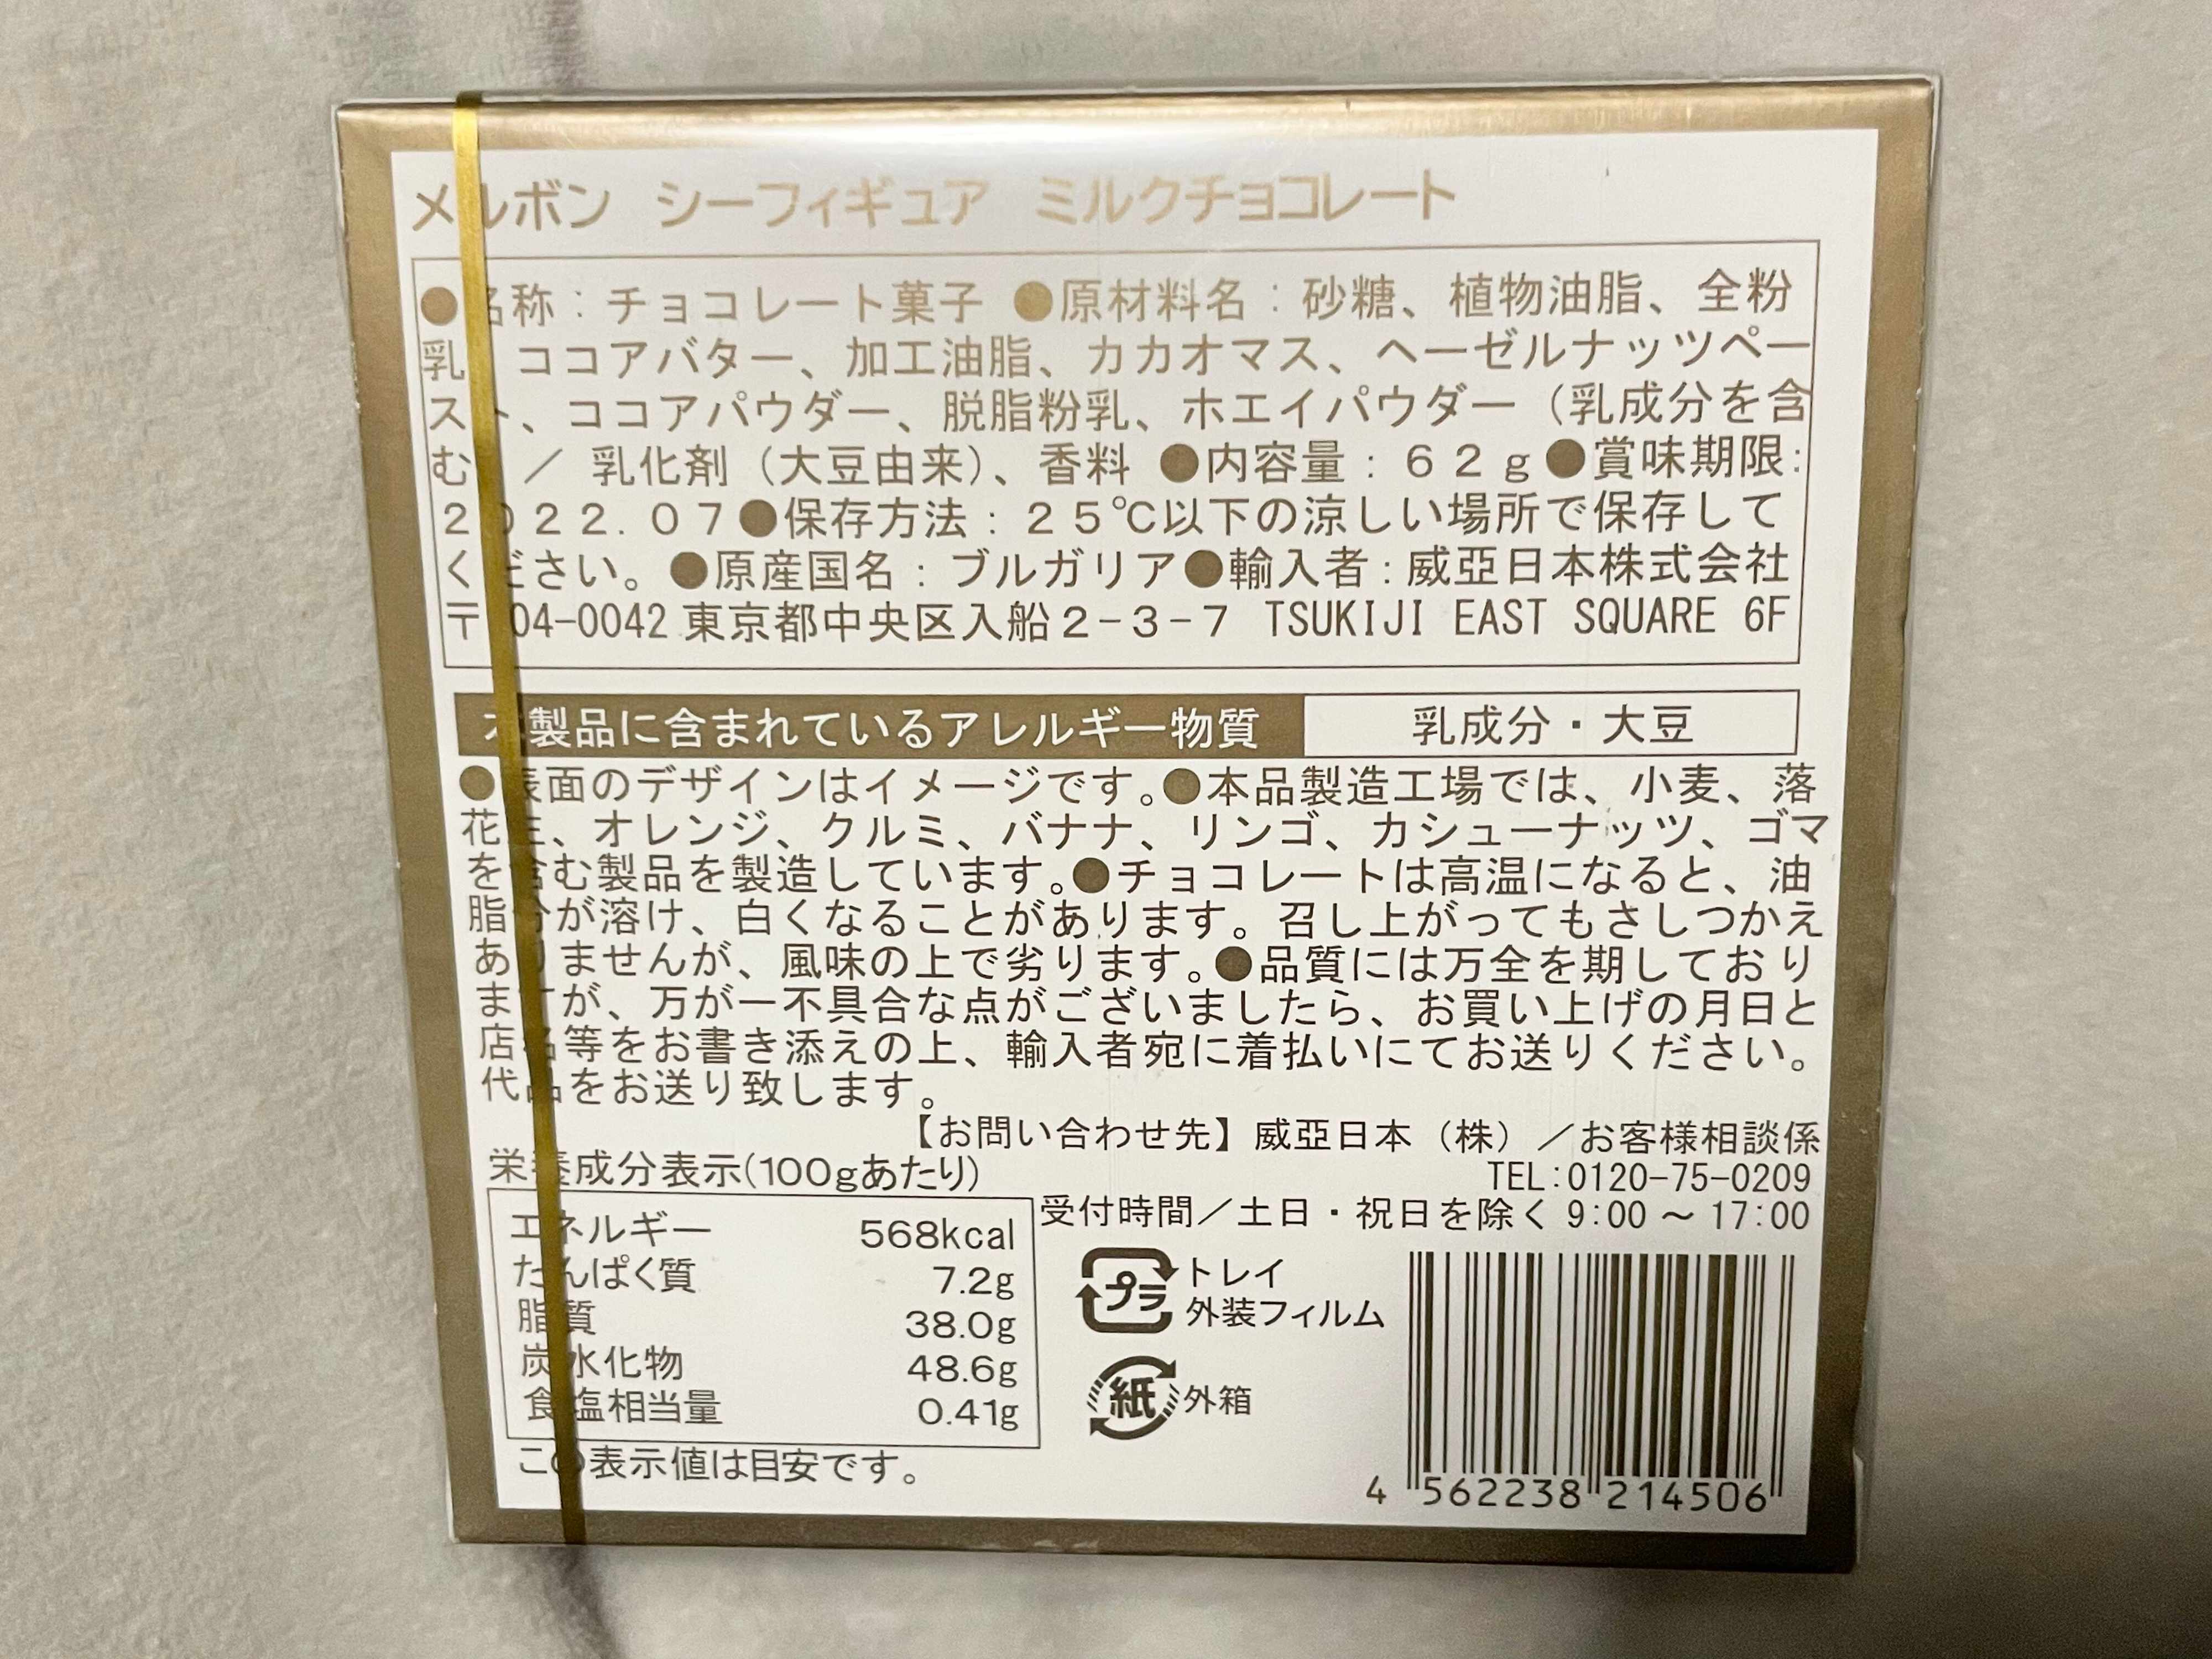 メルボン シーフィギュア ミルクチョコレート
●名称：チョコレート菓子 ●原材料名：砂糖、植物油脂、全粉
乳、ココアバター、加工油脂、カカオマス、ヘーゼルナッツペー
スト、ココアパウダー、脱脂粉乳、ホエイパウダー（乳成分を含
む）／ 乳化剤（大豆由来）、香料 ●内容量：６２ｇ●賞味期限:
２０２２．０７●保存方法：２５℃以下の涼しい場所で保存して
ください。●原産国名：ブルガリア●輸入者：威亞日本株式会社
〒104-0042 東京都中央区入船２-３-７ TSUKIJI EAST SQUARE 6F
本製品に含まれているアレルギー物質 乳成分・大豆
●表面のデザインはイメージです。●本品製造工場では、小麦、落
花生、オレンジ、クルミ、バナナ、リンゴ、カシューナッツ、ゴマ
を含む製品を製造しています。●チョコレートは高温になると、油
脂分が溶け、白くなることがあります。召し上がってもさしつかえ
ありませんが、風味の上で劣ります。●品質には万全を期しており
ますが、万が一不具合な点がございましたら、お買い上げの月日と
店名等をお書き添えの上、輸入者宛に着払いにてお送りください。
代品をお送り致します。
【お問い合わせ先】威亞日本（株）／お客様相談係
TEL:0120-75-0209
受付時間／土日・祝日を除く 9:00 〜 17:00
栄養成分表示(100gあたり)
エネルギー 568kcal
たんぱく質 7.2g
脂質 38.0g
炭水化物 48.6g
食塩相当量 0.41g
この表示値は目安です。
プラ トレイ
外装フィルム
紙 外箱
4 562238 214506